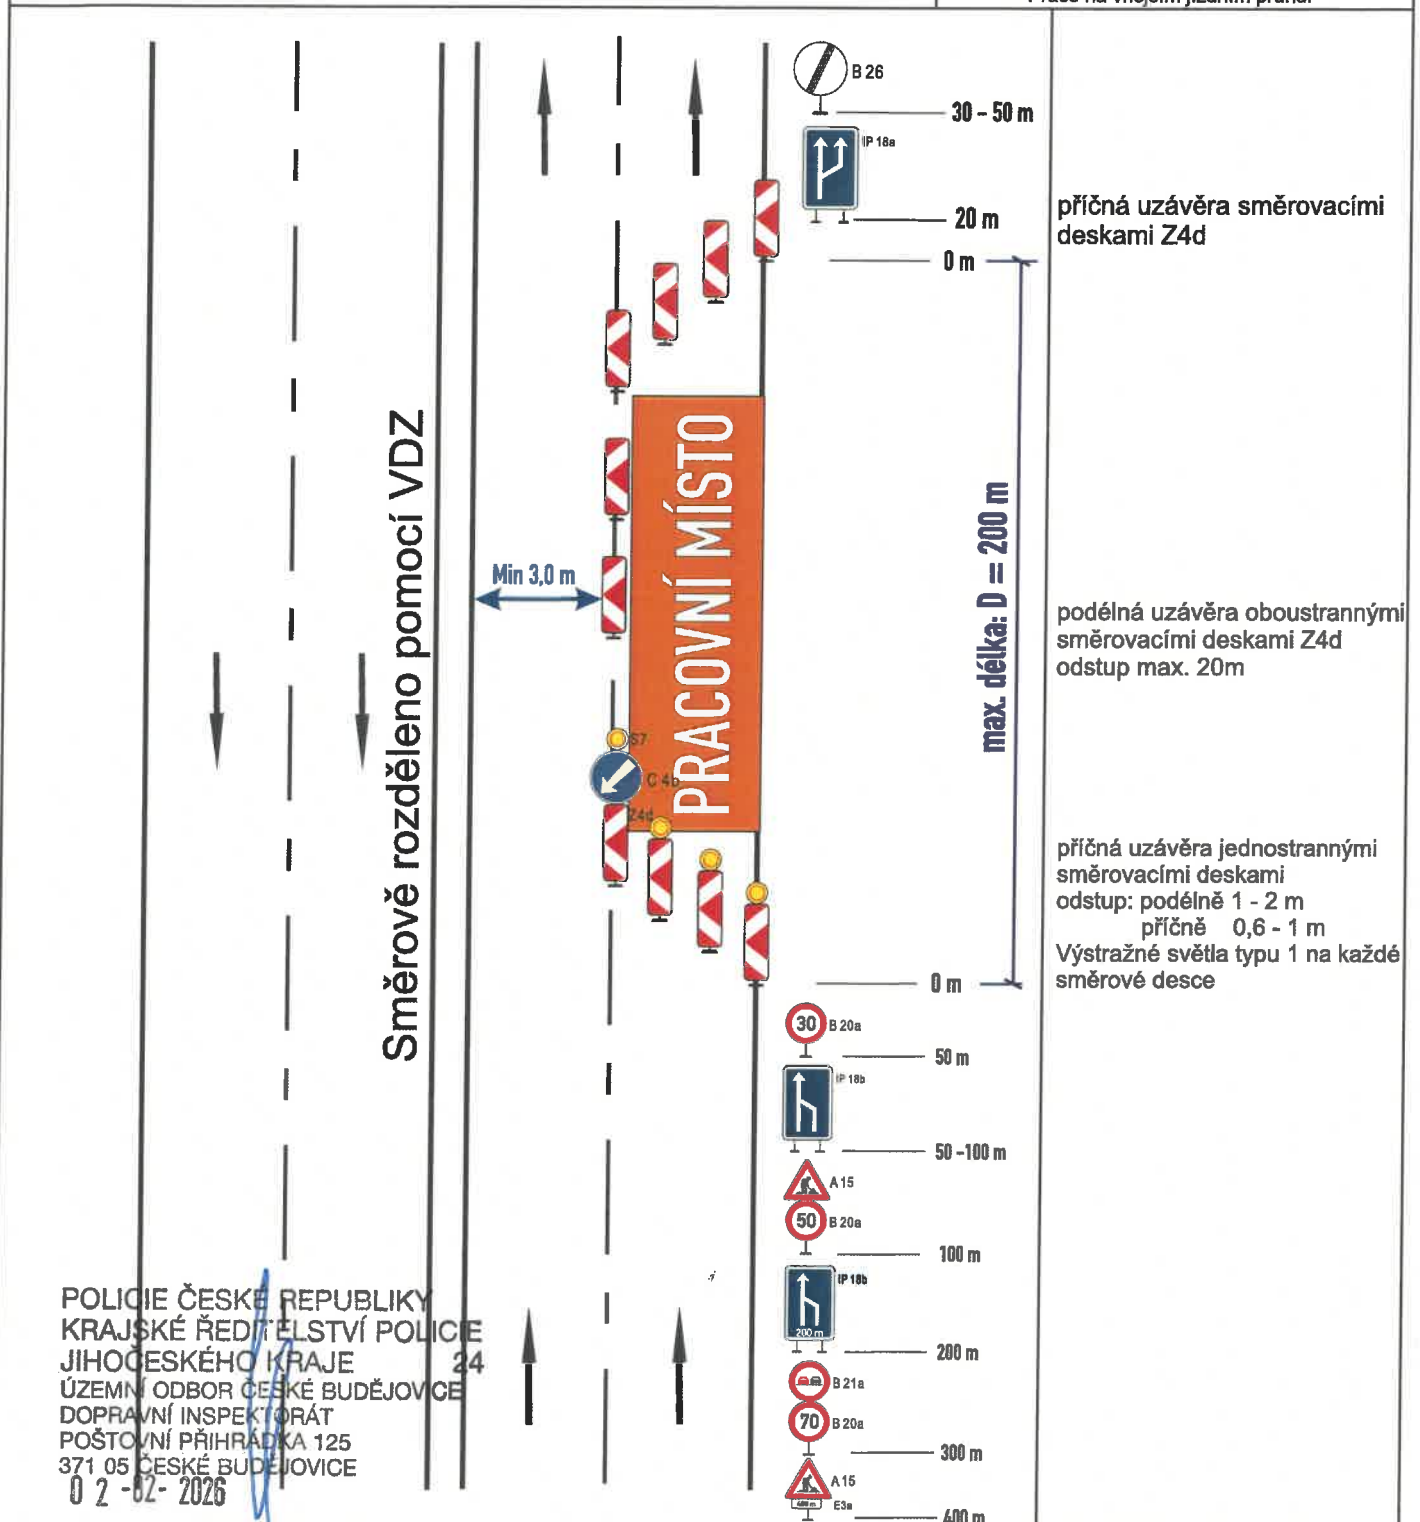 B 26
30 – 50 m
IP 18a
20 m
příčná uzávěra směrovacími
deskami Z4d
0 m
Směrově rozděleno pomocí VDZ
PRACOVNÍ MÍSTO
Min 3,0 m
max. délka: D = 200 m
podélná uzávěra oboustrannými
směrovacími deskami Z4d
odstup max. 20m
S7
C 4b
Z4d
příčná uzávěra jednostrannými
směrovacími deskami
odstup: podélně 1 - 2 m
příčně 0,6 - 1 m
Výstražné světla typu 1 na každé
směrové desce
0 m
30 B 20a
50 m
IP 18b
50 -100 m
A 15
50 B 20a
100 m
IP 18b
200 m
200 m
B 21a
70 B 20a
300 m
A 15
E3a
400 m
POLICIE ČESKÉ REPUBLIKY
KRAJSKÉ ŘEDITELSTVÍ POLICIE
JIHOČESKÉHO KRAJE 24
ÚZEMNÍ ODBOR ČESKÉ BUDĚJOVICE
DOPRAVNÍ INSPEKTORÁT
POŠTOVNÍ PŘIHRÁDKA 125
371 05 ČESKÉ BUDĚJOVICE
0 2 -02- 2026